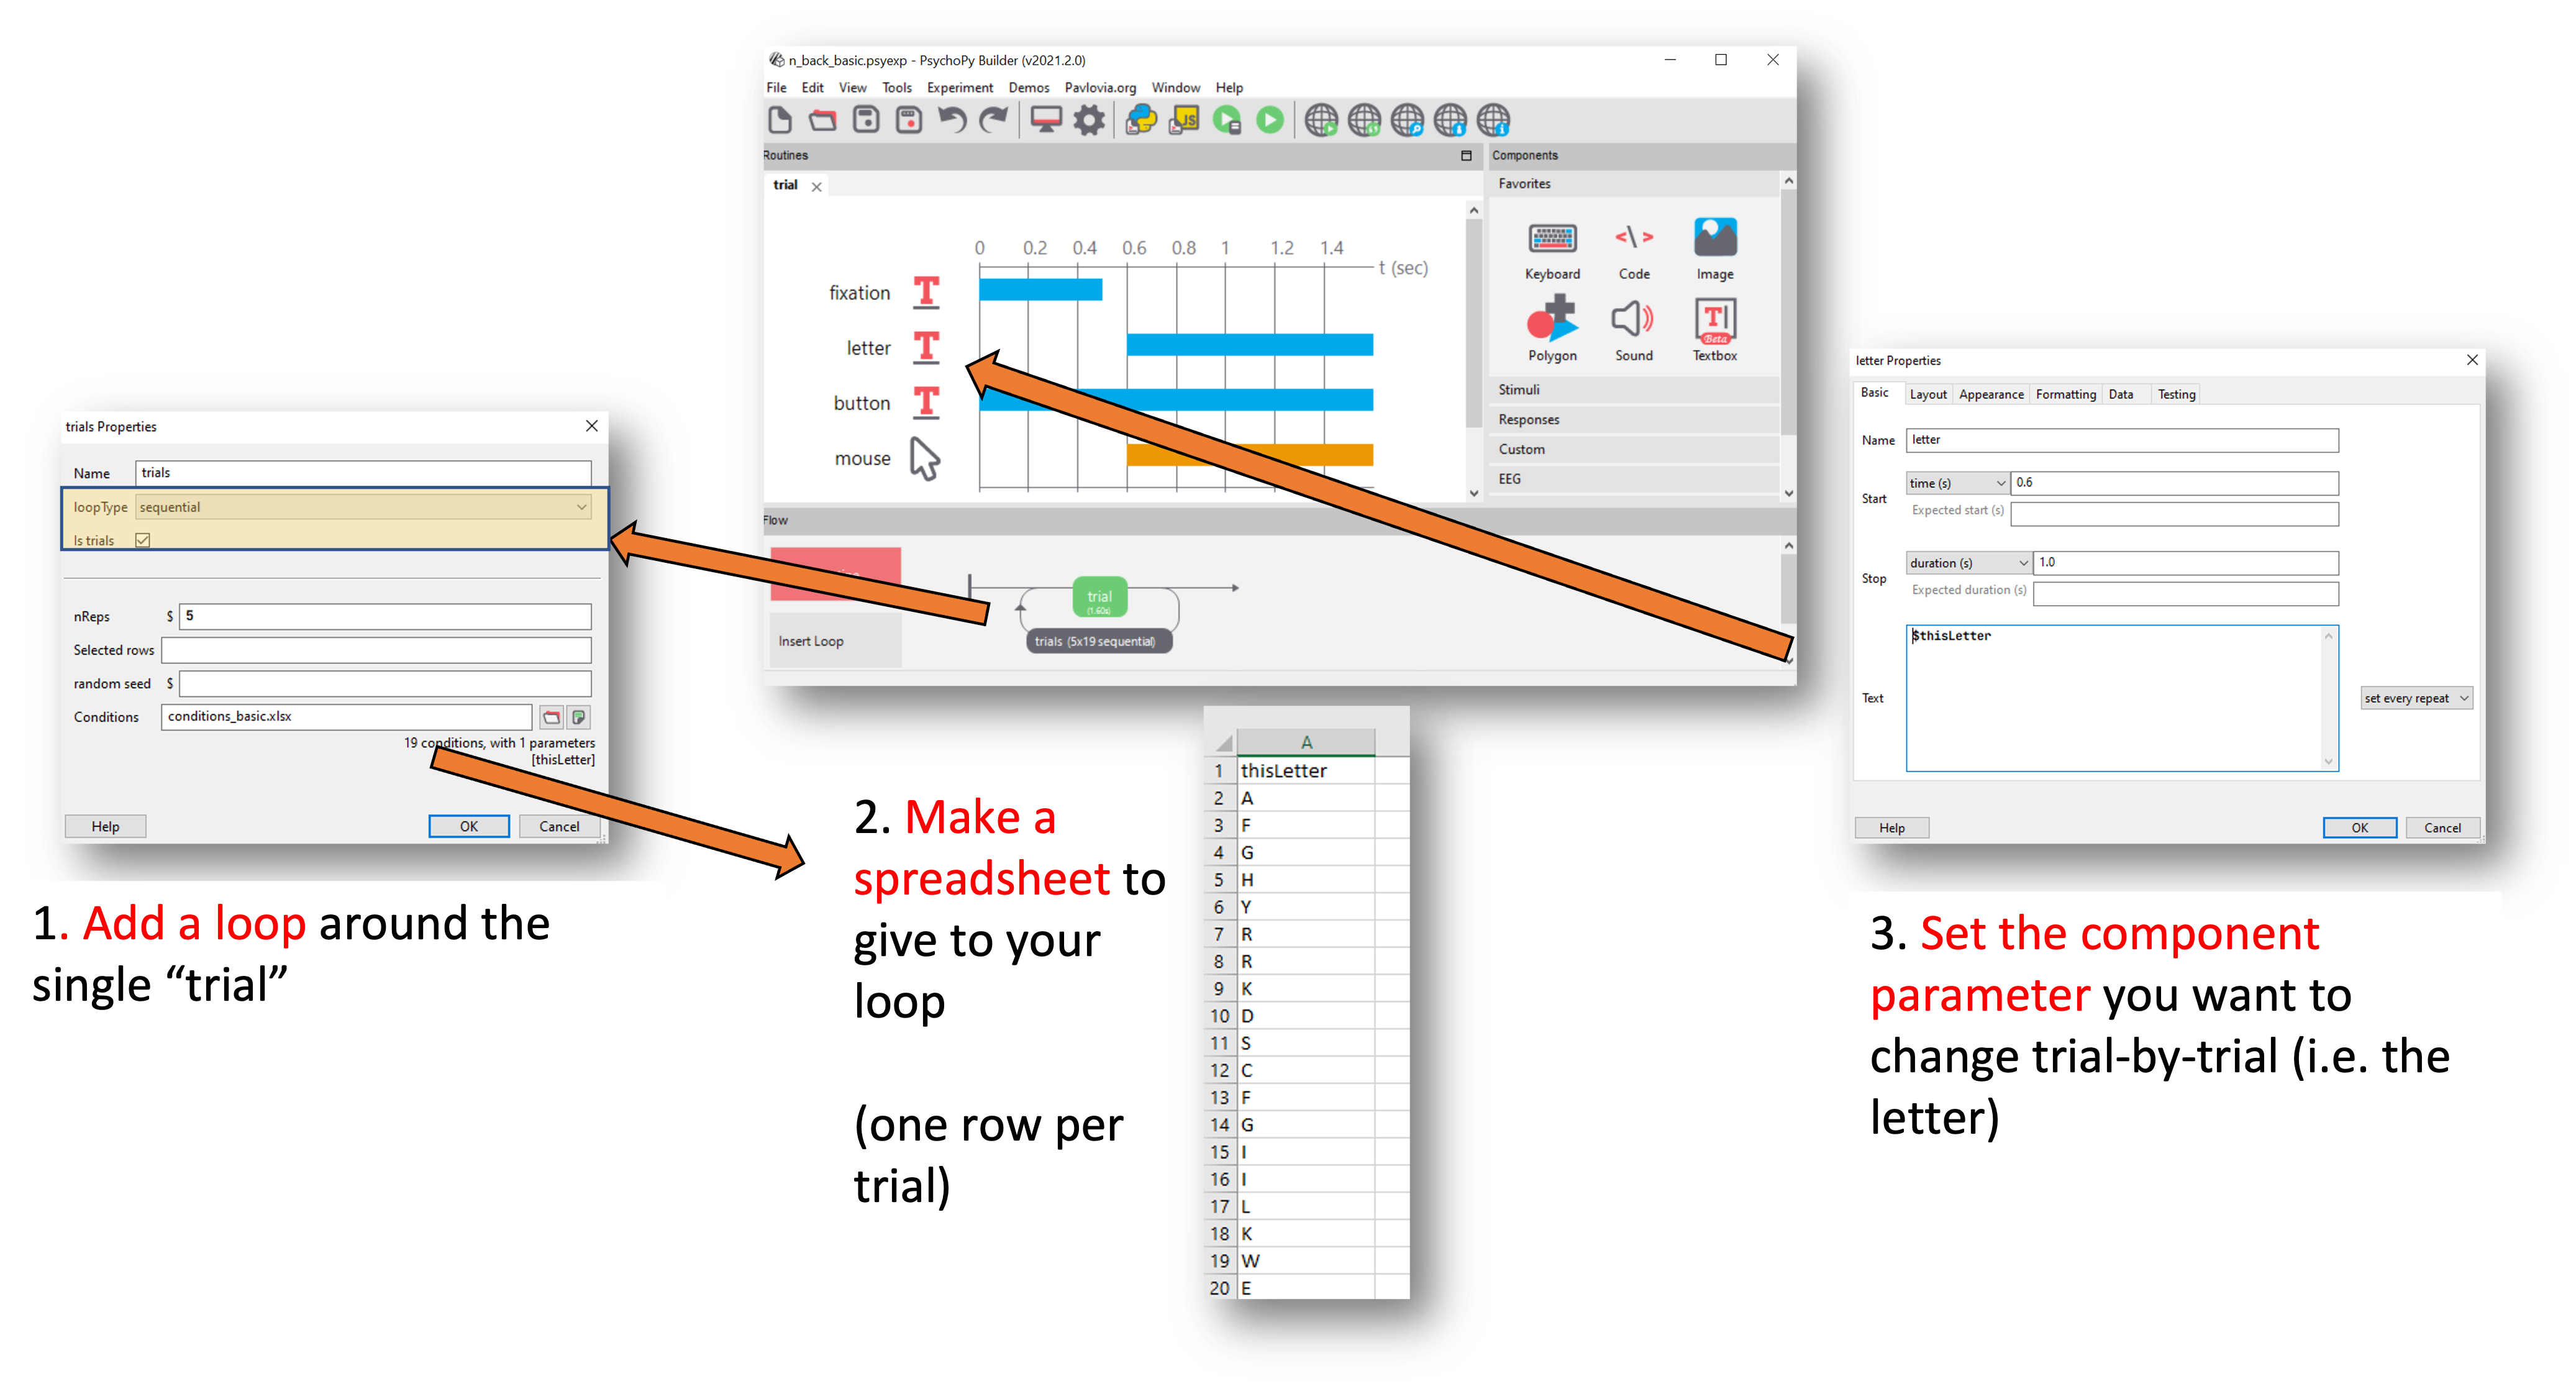 n_back_basic.psyexp - PsychoPy Builder (v2021.2.0)
File Edit View Tools Experiment Demos Pavlovia.org Window Help
JS
Routines
trial
0 0.2 0.4 0.6 0.8 1 1.2 1.4
t (sec)
fixation
letter
button
mouse
Components
Favorites
Keyboard Code Image
Beta
Polygon Sound Textbox
Stimuli
Responses
Custom
EEG
Flow
Insert Loop
trial
(1.60s)
trials (5x19 sequential)
trials Properties
Name trials
loopType sequential
Is trials
nReps $ 5
Selected rows
random seed $
Conditions conditions_basic.xlsx
19 conditions, with 1 parameters
[thisLetter]
Help OK Cancel
1. Add a loop around the
single “trial”
2. Make a
spreadsheet to
give to your
loop
(one row per
trial)
A
1 thisLetter
2 A
3 F
4 G
5 H
6 Y
7 R
8 R
9 K
10 D
11 S
12 C
13 F
14 G
15 I
16 I
17 L
18 K
19 W
20 E
letter Properties
Basic Layout Appearance Formatting Data Testing
Name letter
Start time (s) 0.6
Expected start (s)
Stop duration (s) 1.0
Expected duration (s)
$thisLetter
Text set every repeat
Help OK Cancel
3. Set the component
parameter you want to
change trial-by-trial (i.e. the
letter)